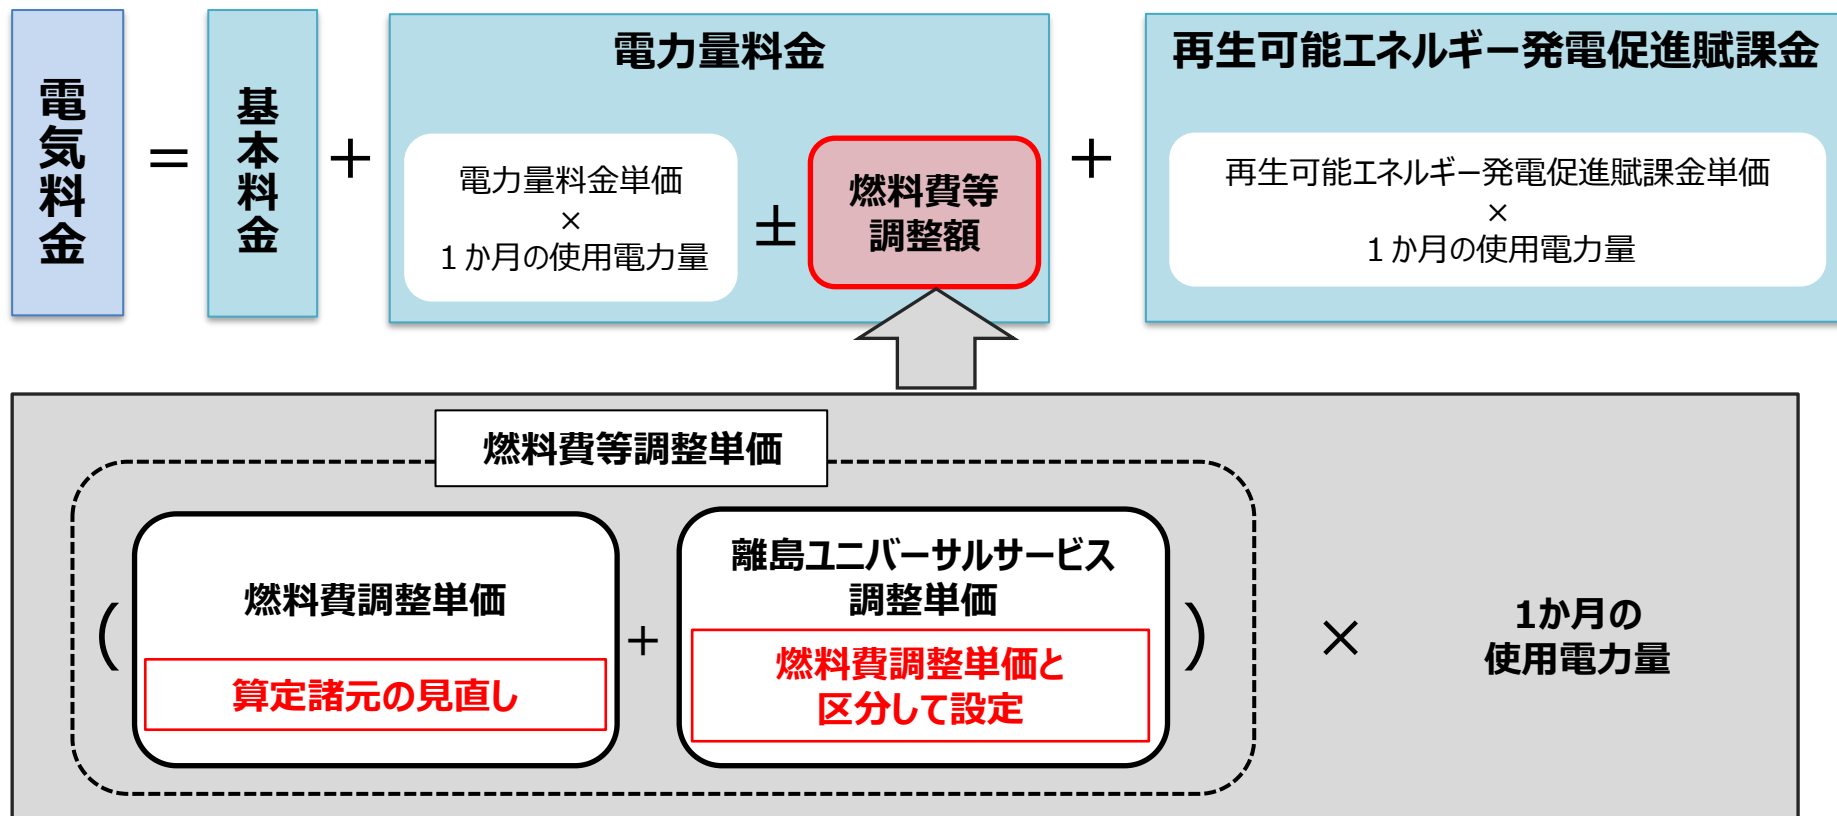 電気料金
＝
基本料金
＋
電力量料金
電力量料金単価
×
１か月の使用電力量
±
燃料費等
調整額
＋
再生可能エネルギー発電促進賦課金
再生可能エネルギー発電促進賦課金単価
×
１か月の使用電力量
燃料費等調整単価
（
燃料費調整単価
算定諸元の見直し
＋
離島ユニバーサルサービス
調整単価
燃料費調整単価と
区分して設定
）
×
1か月の
使用電力量